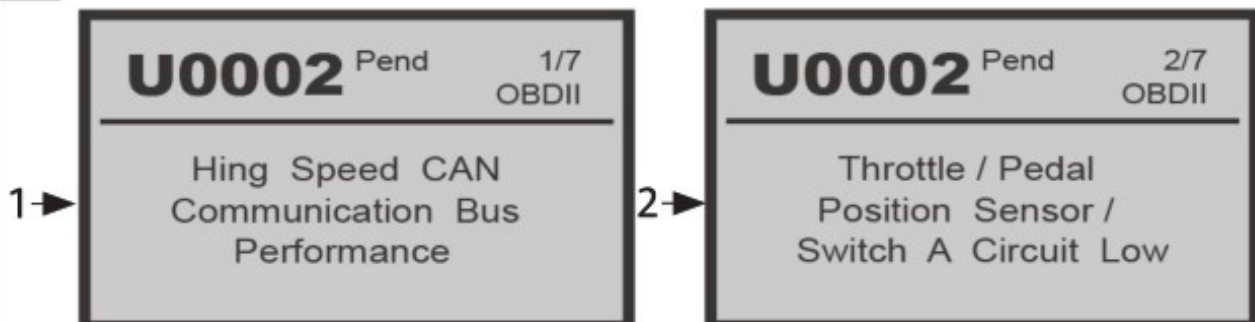 U0002 Pend 1/7
OBDII
Hing Speed CAN
Communication Bus
Performance
1
U0002 Pend 2/7
OBDII
Throttle / Pedal
Position Sensor /
Switch A Circuit Low
2